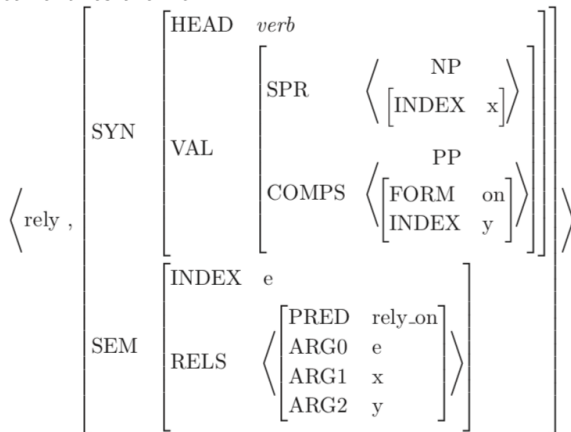 HEAD verb
NP
SPR
[INDEX x]
SYN
VAL
PP
COMPS
FORM on
INDEX y
⟨rely ,
INDEX e
PRED rely_on
ARG0 e
SEM
RELS
ARG1 x
ARG2 y